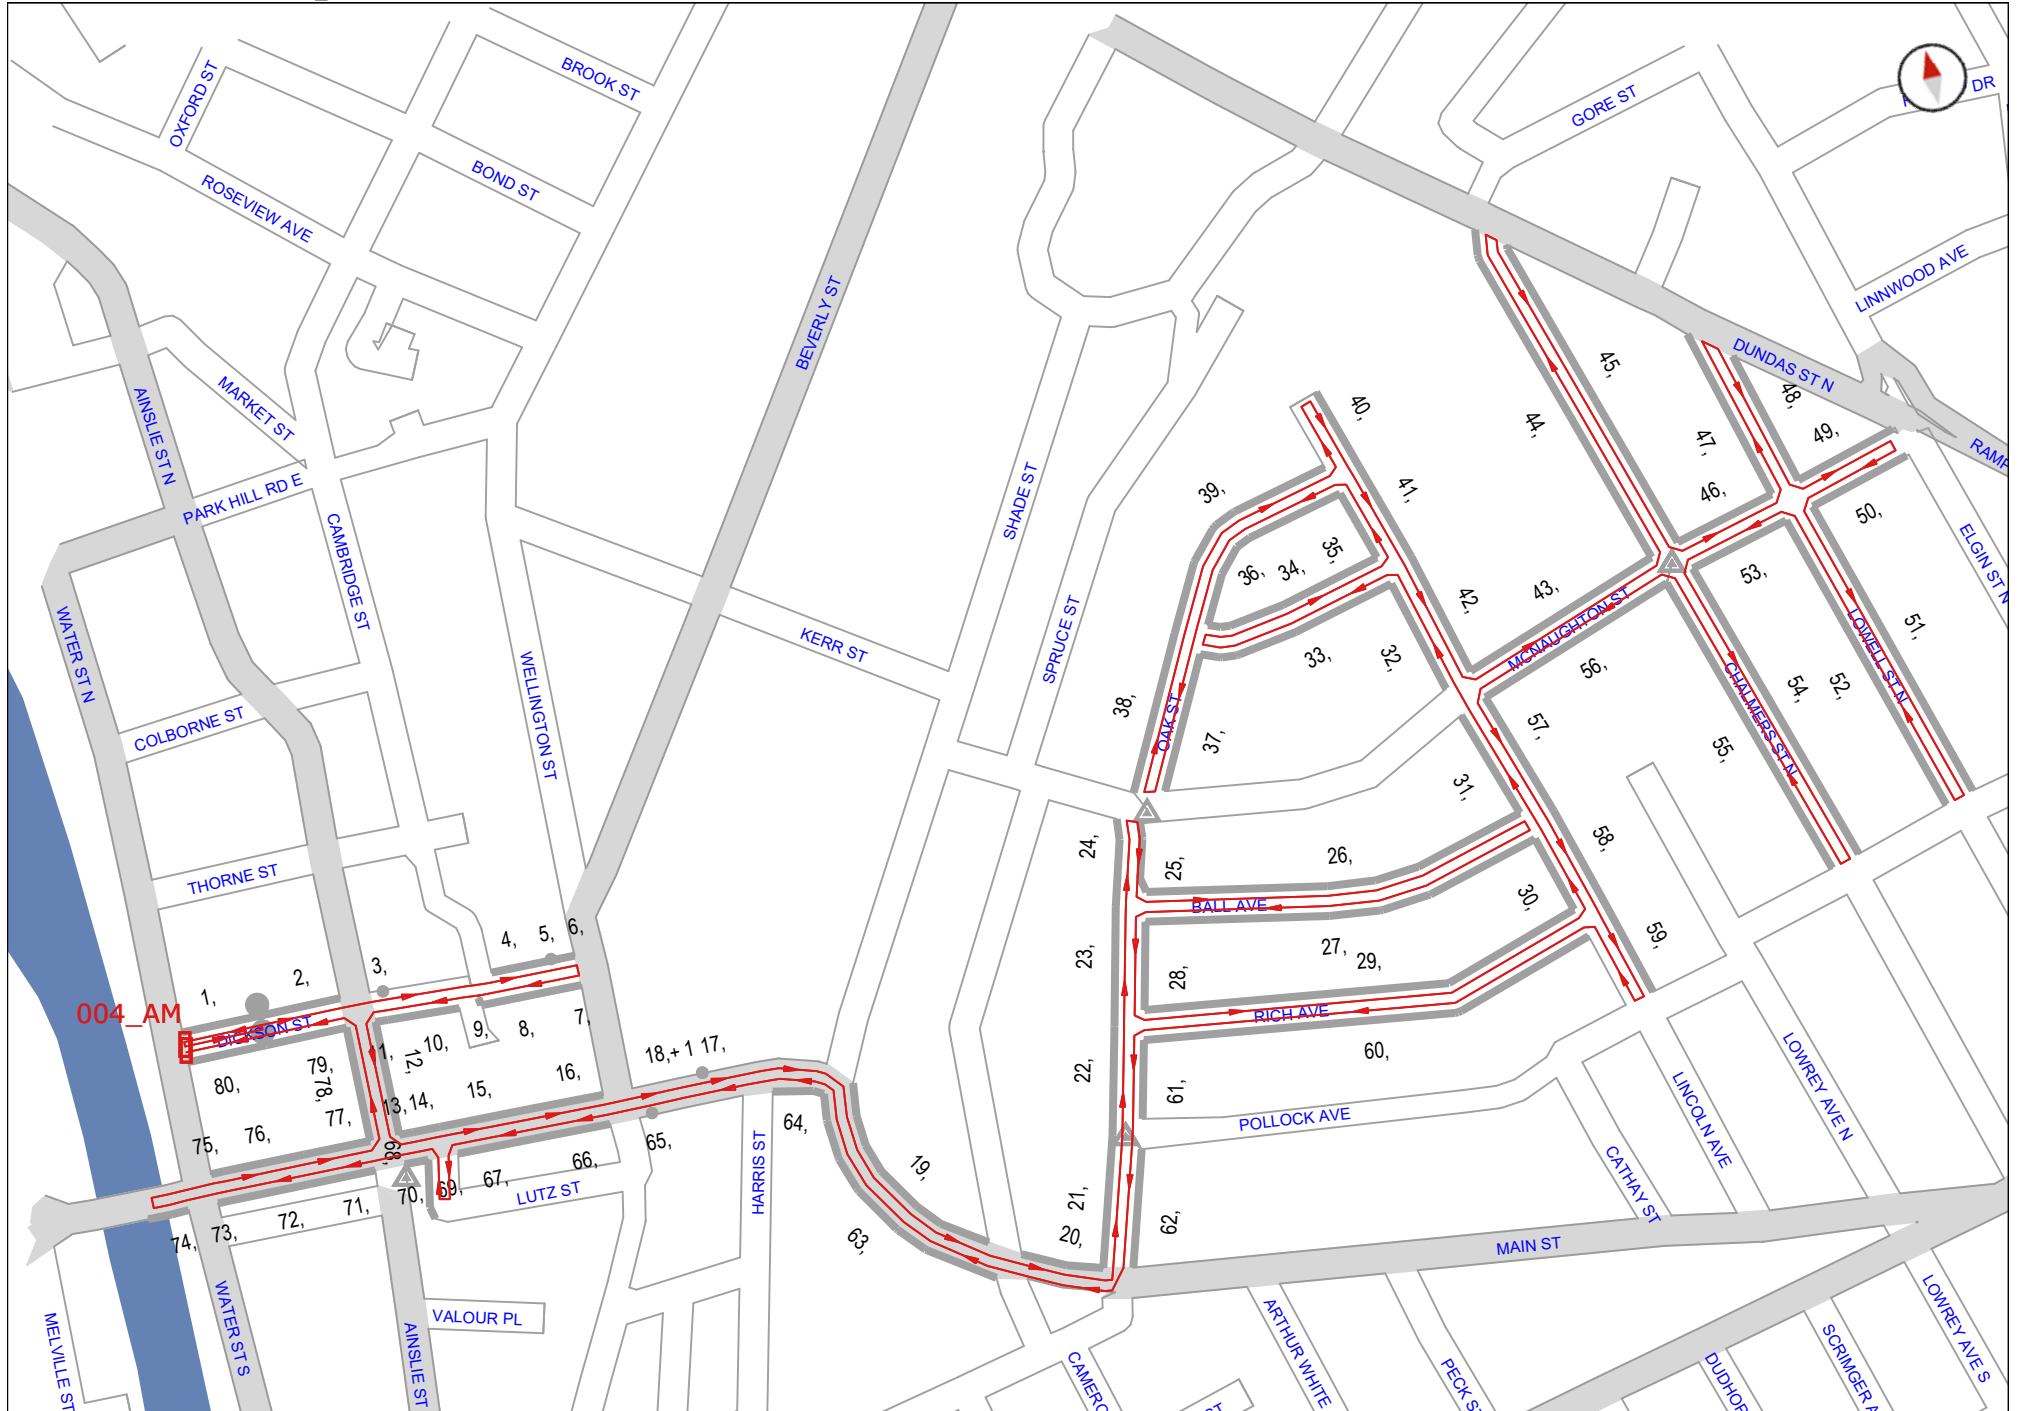 BROOK ST
OXFORD ST
DR
GORE ST
BOND ST
ROSEVIEW AVE
LINNWOOD AVE
BEVERLY ST
DUNDAS ST N
AINSLIE ST N
MARKET ST
40,
45,
44,
48,
47,
49,
RAMP
PARK HILL RD E
SHADE ST
39,
41,
46,
50,
CAMBRIDGE ST
36,
34,
35,
ELGIN ST N
53,
WATER ST N
KERR ST
SPRUCE ST
42,
43,
MCNAUGHTON ST
51,
LOWELL ST N
WELLINGTON ST
33,
32,
56,
CHALMERS ST N
54,
52,
COLBORNE ST
38,
OAK ST
37,
57,
55,
31,
THORNE ST
24,
25,
26,
58,
BALL AVE
30,
59,
4,
5,
6,
3,
2,
1,
23,
27,
29,
28,
004_AM
DICKSON ST
RICH AVE
7,
8,
9,
10,
11,
12,
79,
78,
80,
18,+ 1
17,
16,
15,
13,
14,
77,
76,
75,
22,
60,
61,
POLLOCK AVE
LOWREY AVE N
LINCOLN AVE
64,
65,
HARRIS ST
66,
67,
68,
69,
70,
71,
72,
73,
74,
LUTZ ST
19,
63,
21,
20,
62,
CATHAY ST
MAIN ST
VALOUR PL
MELVILLE ST
WATER ST S
AINSLIE ST
ARTHUR WHITE
PECK S
DUDHO
SCRIMGER A
LOWREY AVE S